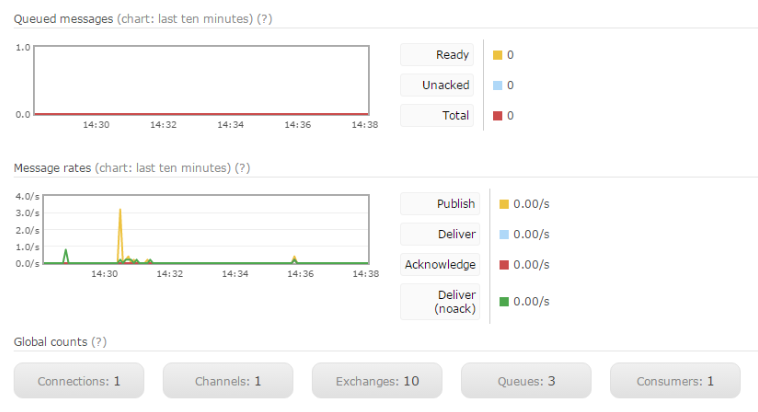 Queued messages (chart: last ten minutes) (?)
1.0
0.0
14:30 14:32 14:34 14:36 14:38
Ready 0
Unacked 0
Total 0
Message rates (chart: last ten minutes) (?)
4.0/s
3.0/s
2.0/s
1.0/s
0.0/s
14:30 14:32 14:34 14:36 14:38
Publish 0.00/s
Deliver 0.00/s
Acknowledge 0.00/s
Deliver
(noack) 0.00/s
Global counts (?)
Connections: 1 Channels: 1 Exchanges: 10 Queues: 3 Consumers: 1